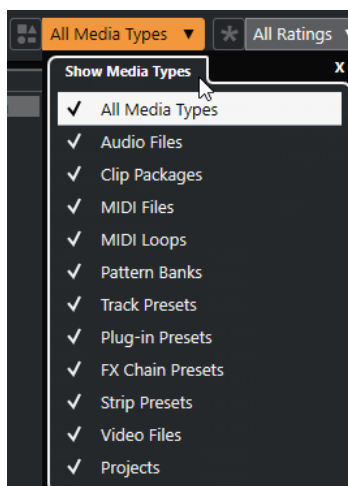 All Media Types ▼ All Ratings
Show Media Types X
✓ All Media Types
✓ Audio Files
✓ Clip Packages
✓ MIDI Files
✓ MIDI Loops
✓ Pattern Banks
✓ Track Presets
✓ Plug-in Presets
✓ FX Chain Presets
✓ Strip Presets
✓ Video Files
✓ Projects